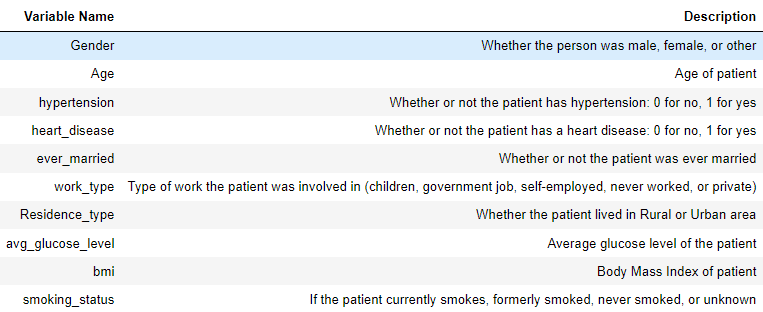 Variable Name Description
Gender Whether the person was male, female, or other
Age Age of patient
hypertension Whether or not the patient has hypertension: 0 for no, 1 for yes
heart_disease Whether or not the patient has a heart disease: 0 for no, 1 for yes
ever_married Whether or not the patient was ever married
work_type Type of work the patient was involved in (children, government job, self-employed, never worked, or private)
Residence_type Whether the patient lived in Rural or Urban area
avg_glucose_level Average glucose level of the patient
bmi Body Mass Index of patient
smoking_status If the patient currently smokes, formerly smoked, never smoked, or unknown